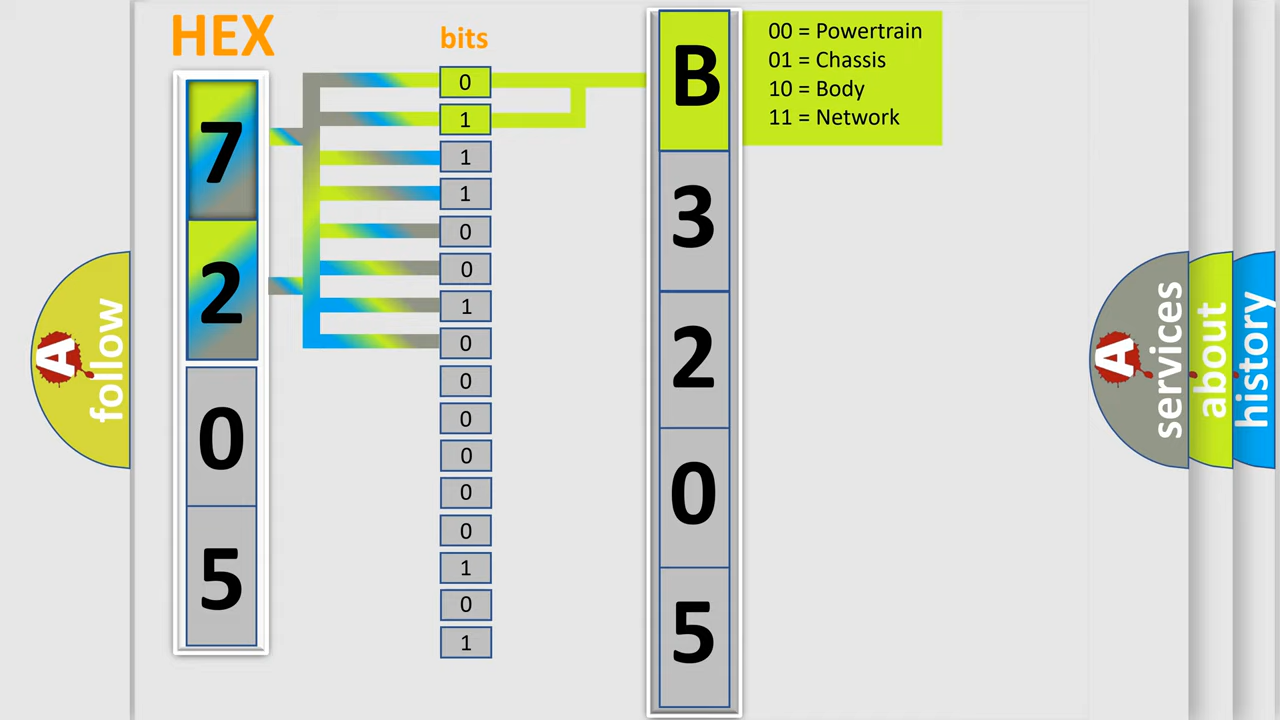 HEX
bits
7
2
0
5
0
1
1
1
0
0
1
0
0
0
0
0
0
1
0
1
B
3
2
0
5
00 = Powertrain
01 = Chassis
10 = Body
11 = Network
A follow
A services
about
history